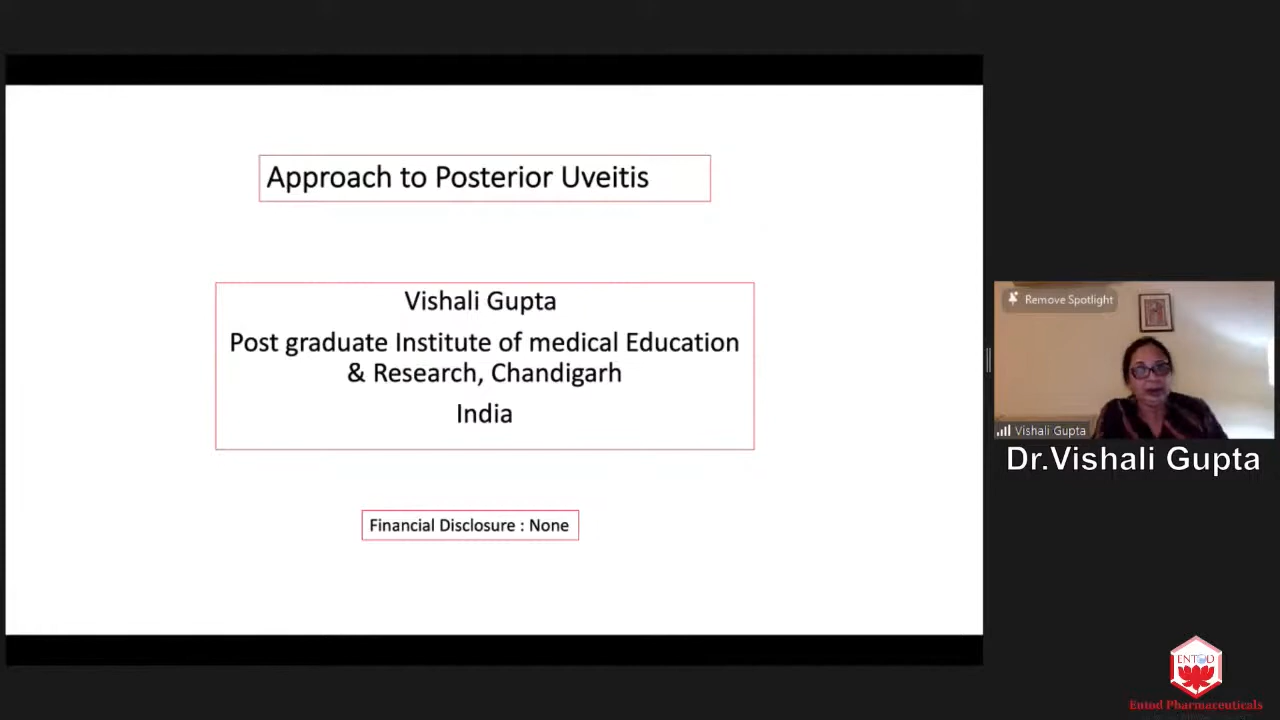 Approach to Posterior Uveitis
Vishali Gupta
Post graduate Institute of medical Education
& Research, Chandigarh
India
Financial Disclosure : None
Remove Spotlight
Vishali Gupta
Dr.Vishali Gupta
ENTOD
Entod Pharmaceuticals